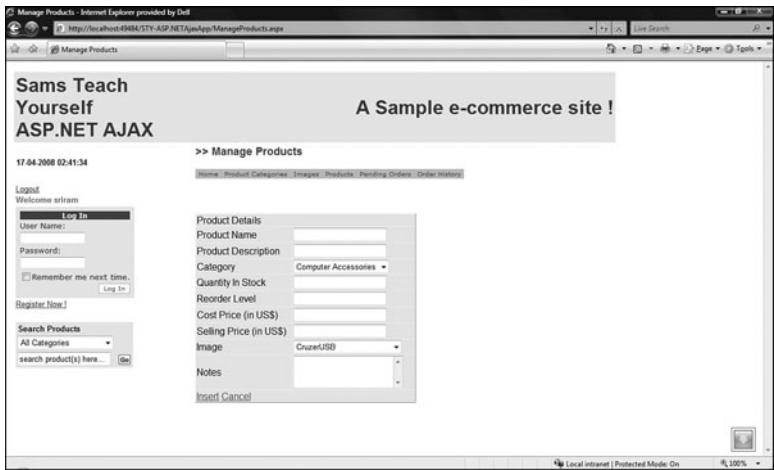 Manage Products - Internet Explorer provided by Dell
http://localhost:49484/STY-ASP.NETAjaxApp/ManageProducts.aspx
Live Search
Manage Products
Page
Tools
Sams Teach
Yourself
ASP.NET AJAX
A Sample e-commerce site !
17-04-2008 02:41:34
>> Manage Products
Home Product Categories Images Products Pending Orders Order History
Logout
Welcome sriram
Log In
User Name:
Password:
Remember me next time.
Log In
Register Now !
Search Products
All Categories
search product(s) here...
Go
Product Details
Product Name
Product Description
Category Computer Accessories
Quantity In Stock
Reorder Level
Cost Price (in US$)
Selling Price (in US$)
Image CruzerUSB
Notes
Insert Cancel
Local intranet | Protected Mode: On
100%